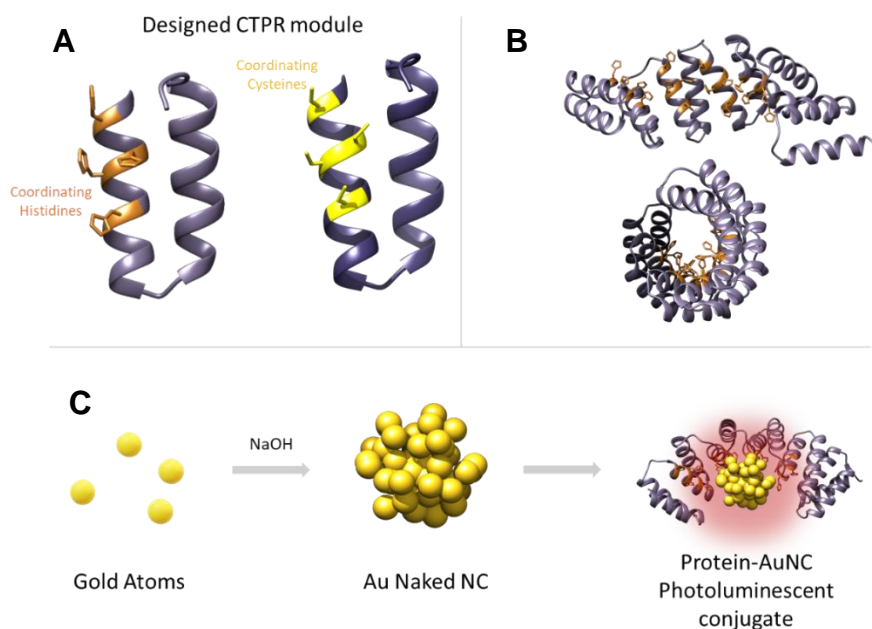 Designed CTPR module
A
B
Coordinating
Cysteines
Coordinating
Histidines
C
NaOH
Gold Atoms
Au Naked NC
Protein-AuNC
Photoluminescent
conjugate